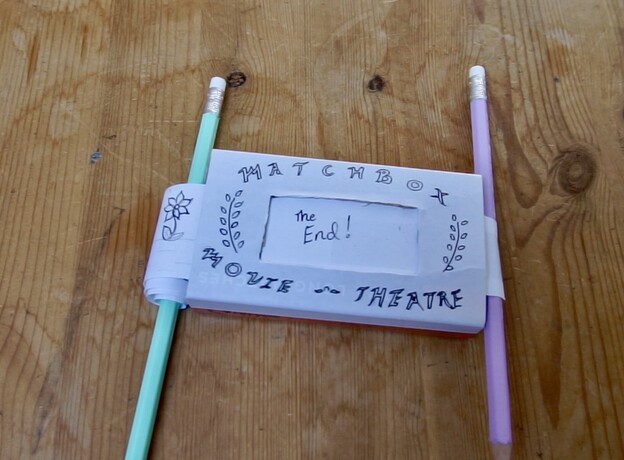 MATCHBOX
The
End!
MOVIE ~ THEATRE